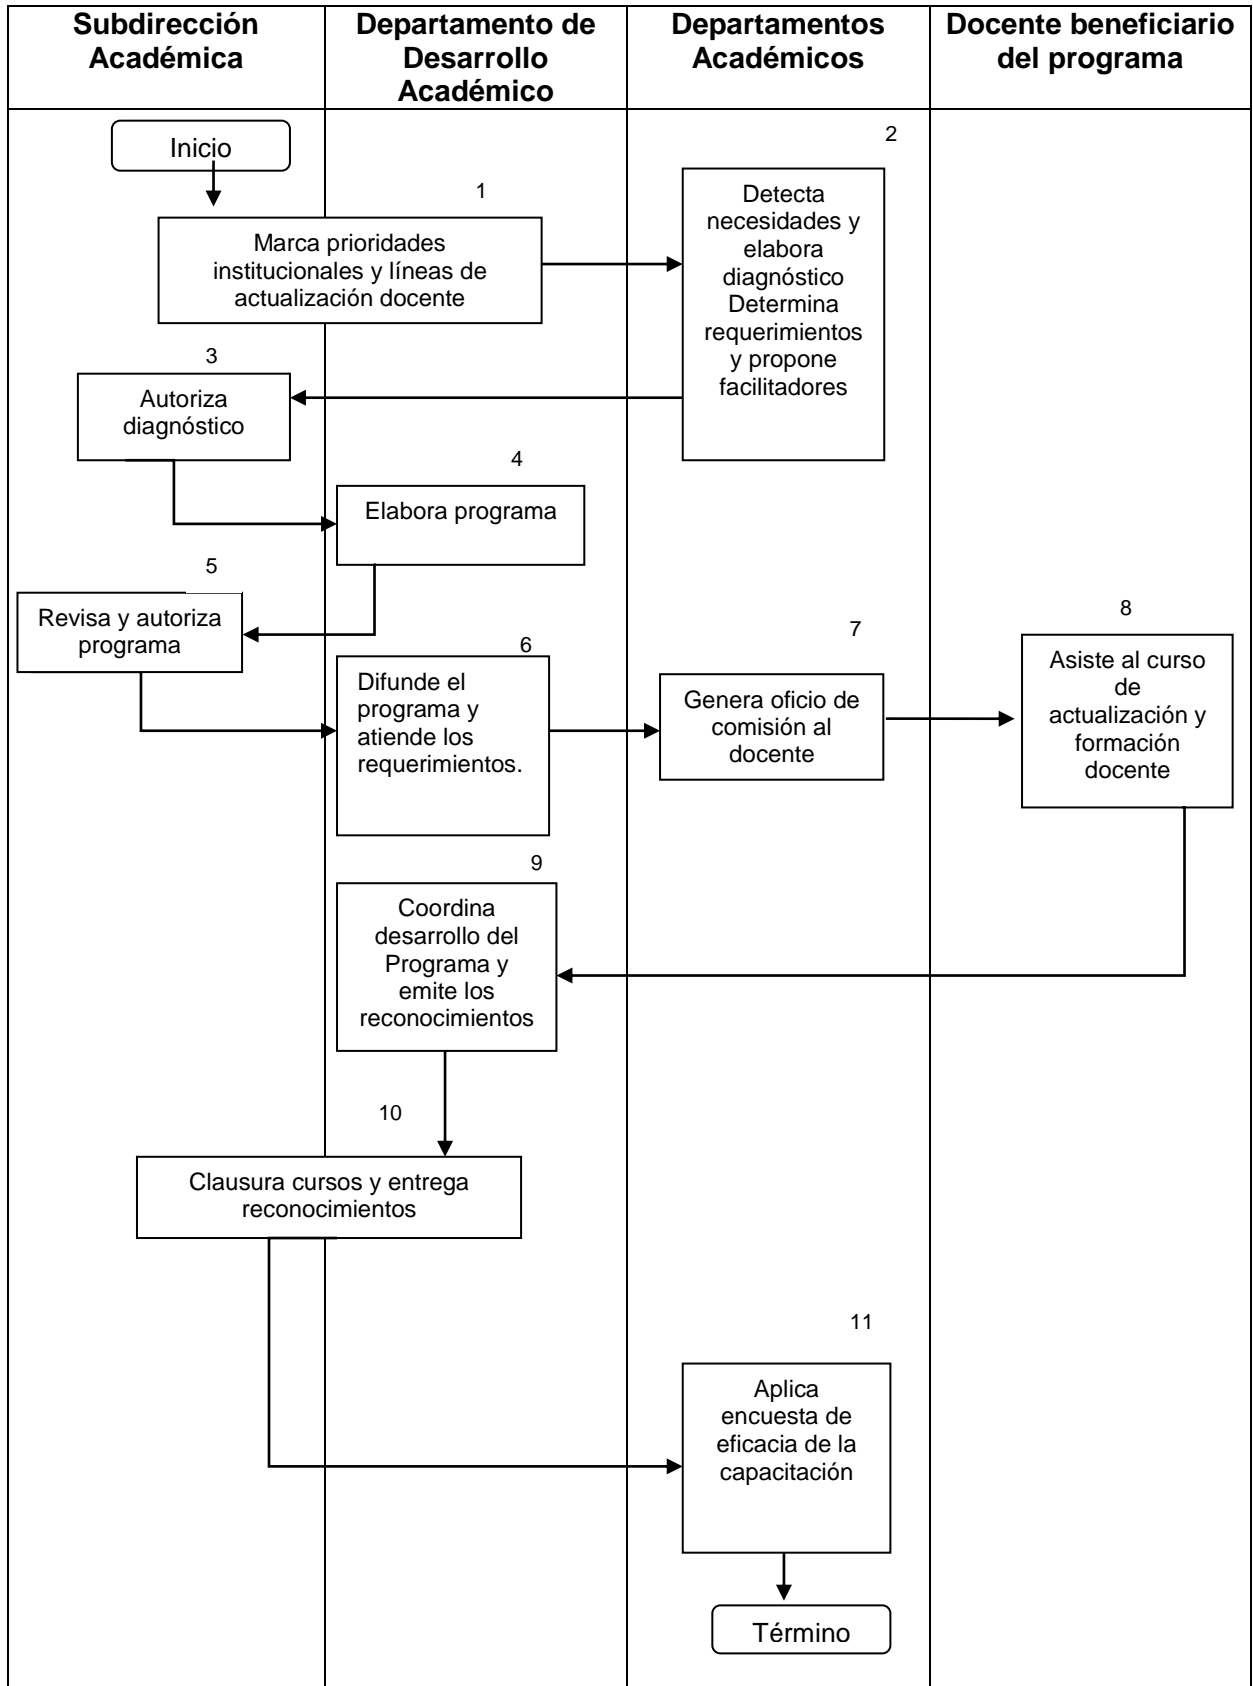 Subdirección
Académica
Departamento de
Desarrollo
Académico
Departamentos
Académicos
Docente beneficiario
del programa
Inicio
1
Marca prioridades
institucionales y líneas de
actualización docente
2
Detecta
necesidades y
elabora
diagnóstico
Determina
requerimientos
y propone
facilitadores
3
Autoriza
diagnóstico
4
Elabora programa
5
Revisa y autoriza
programa
6
Difunde el
programa y
atiende los
requerimientos.
7
Genera oficio de
comisión al
docente
8
Asiste al curso
de
actualización y
formación
docente
9
Coordina
desarrollo del
Programa y
emite los
reconocimientos
10
Clausura cursos y entrega
reconocimientos
11
Aplica
encuesta de
eficacia de la
capacitación
Término